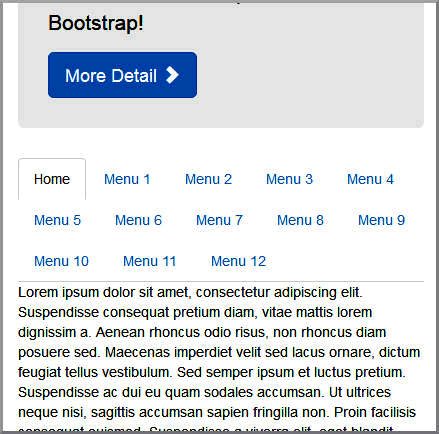 Bootstrap!
More Detail
Home Menu 1 Menu 2 Menu 3 Menu 4
Menu 5 Menu 6 Menu 7 Menu 8 Menu 9
Menu 10 Menu 11 Menu 12
Lorem ipsum dolor sit amet, consectetur adipiscing elit.
Suspendisse consequat pretium diam, vitae mattis lorem
dignissim a. Aenean rhoncus odio risus, non rhoncus diam
posuere sed. Maecenas imperdiet velit sed lacus ornare, dictum
feugiat tellus vestibulum. Sed semper ipsum et luctus pretium.
Suspendisse ac dui eu quam sodales accumsan. Ut ultrices
neque nisi, sagittis accumsan sapien fringilla non. Proin facilisis